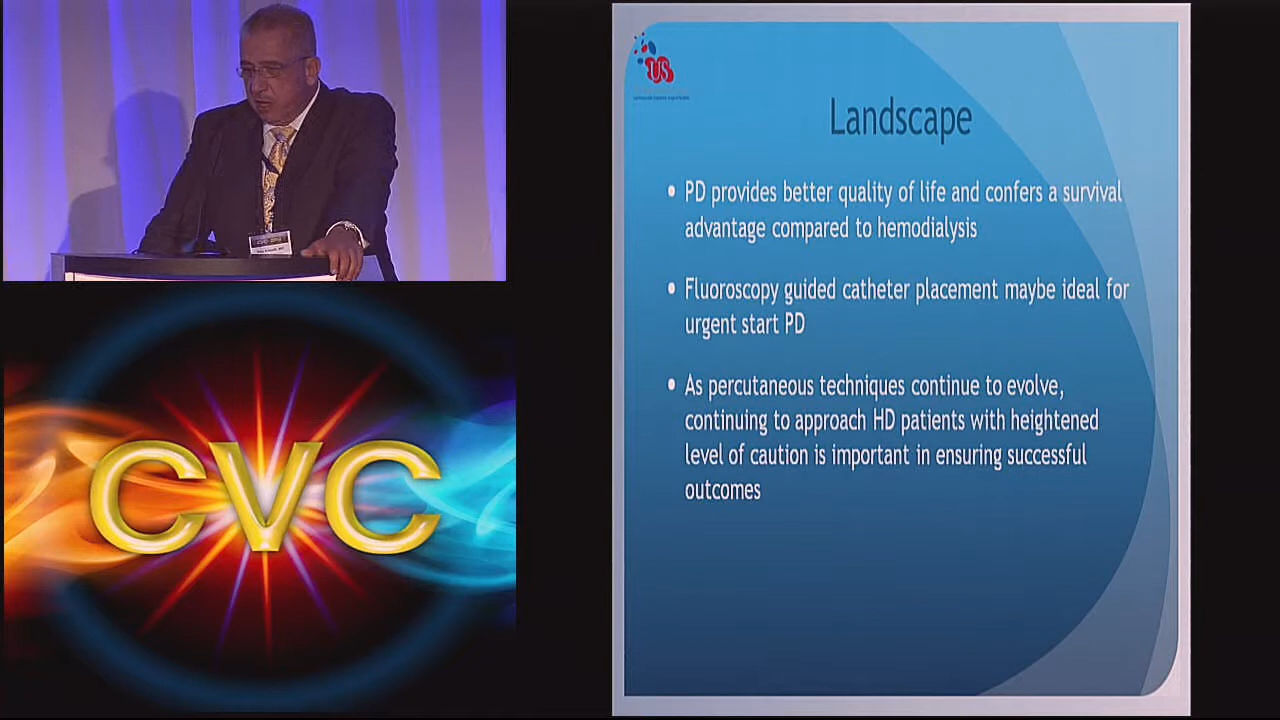 US
Landscape
• PD provides better quality of life and confers a survival
advantage compared to hemodialysis
• Fluoroscopy guided catheter placement maybe ideal for
urgent start PD
• As percutaneous techniques continue to evolve,
continuing to approach HD patients with heightened
level of caution is important in ensuring successful
outcomes
CVC